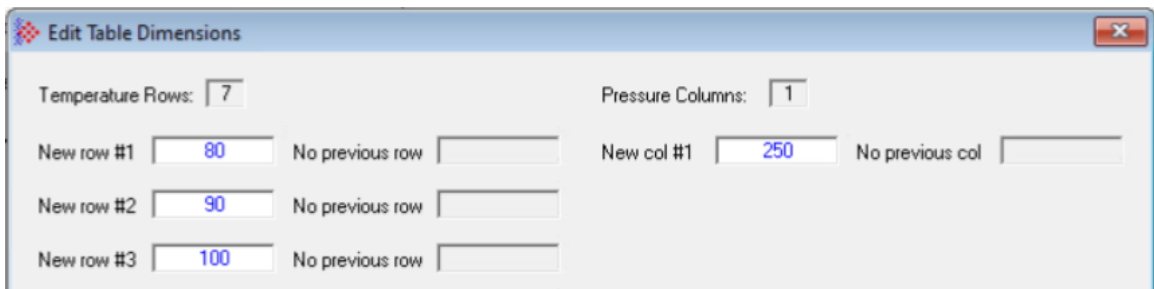 Edit Table Dimensions
Temperature Rows: 7 Pressure Columns: 1
New row #1 80 No previous row New col #1 250 No previous col
New row #2 90 No previous row
New row #3 100 No previous row